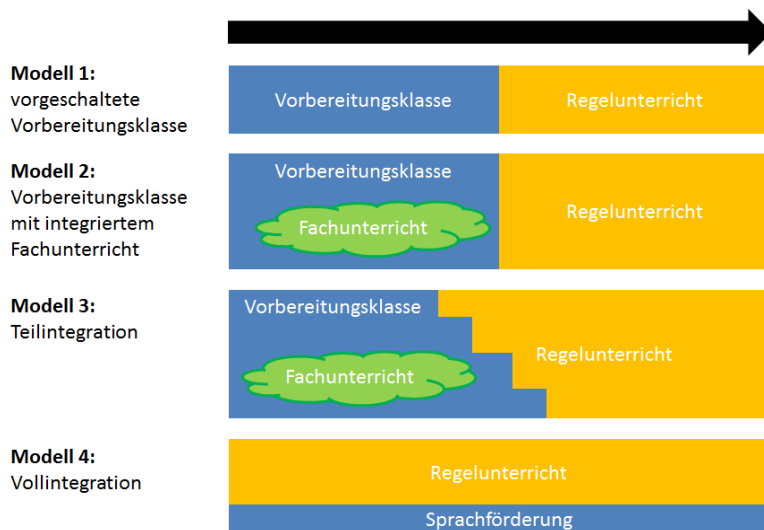 Modell 1:
vorgeschaltete
Vorbereitungsklasse
Vorbereitungsklasse
Regelunterricht
Modell 2:
Vorbereitungsklasse
mit integriertem
Fachunterricht
Vorbereitungsklasse
Fachunterricht
Regelunterricht
Modell 3:
Teilintegration
Vorbereitungsklasse
Fachunterricht
Regelunterricht
Modell 4:
Vollintegration
Regelunterricht
Sprachförderung